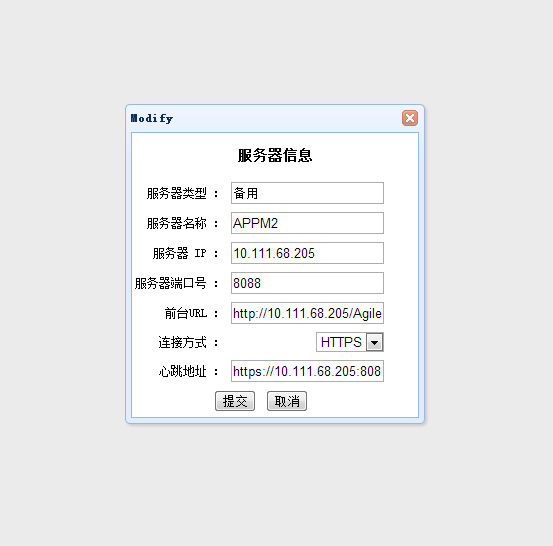 Modify
服务器信息
服务器类型 : 备用
服务器名称 : APPM2
服务器 IP : 10.111.68.205
服务器端口号 : 8088
前台URL : http://10.111.68.205/Agile
连接方式 : HTTPS
心跳地址 : https://10.111.68.205:808
提交 取消